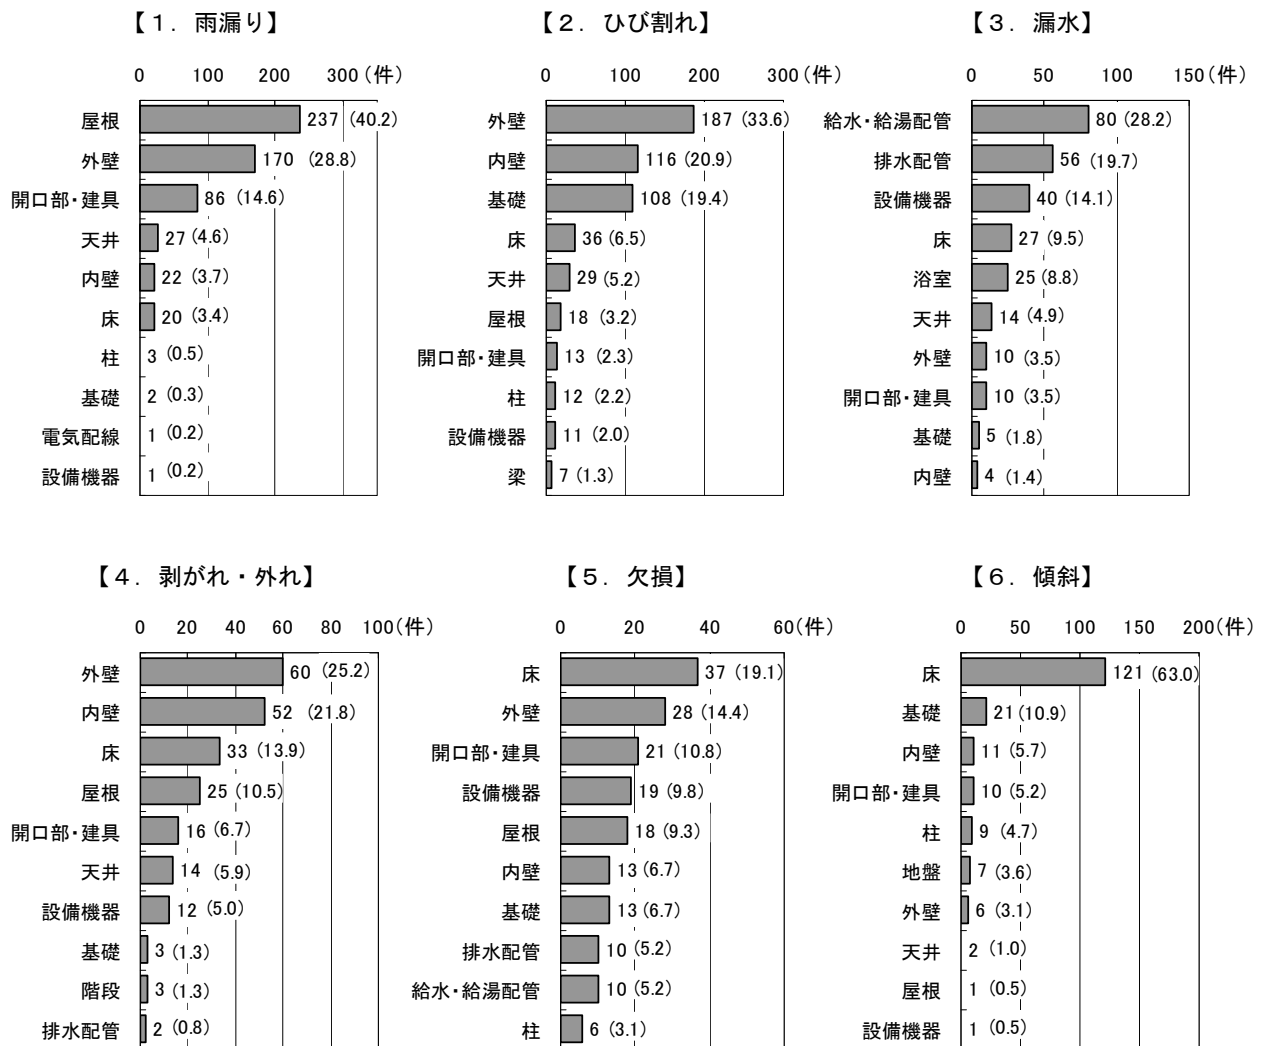 【１．雨漏り】
0 100 200 300(件)
屋根 237 (40.2)
外壁 170 (28.8)
開口部・建具 86 (14.6)
天井 27 (4.6)
内壁 22 (3.7)
床 20 (3.4)
柱 3 (0.5)
基礎 2 (0.3)
電気配線 1 (0.2)
設備機器 1 (0.2)
【２．ひび割れ】
0 100 200 300(件)
外壁 187 (33.6)
内壁 116 (20.9)
基礎 108 (19.4)
床 36 (6.5)
天井 29 (5.2)
屋根 18 (3.2)
開口部・建具 13 (2.3)
柱 12 (2.2)
設備機器 11 (2.0)
梁 7 (1.3)
【３．漏水】
0 50 100 150(件)
給水・給湯配管 80 (28.2)
排水配管 56 (19.7)
設備機器 40 (14.1)
床 27 (9.5)
浴室 25 (8.8)
天井 14 (4.9)
外壁 10 (3.5)
開口部・建具 10 (3.5)
基礎 5 (1.8)
内壁 4 (1.4)
【４．剥がれ・外れ】
0 20 40 60 80 100(件)
外壁 60 (25.2)
内壁 52 (21.8)
床 33 (13.9)
屋根 25 (10.5)
開口部・建具 16 (6.7)
天井 14 (5.9)
設備機器 12 (5.0)
基礎 3 (1.3)
階段 3 (1.3)
排水配管 2 (0.8)
【５．欠損】
0 20 40 60(件)
床 37 (19.1)
外壁 28 (14.4)
開口部・建具 21 (10.8)
設備機器 19 (9.8)
屋根 18 (9.3)
内壁 13 (6.7)
基礎 13 (6.7)
排水配管 10 (5.2)
給水・給湯配管 10 (5.2)
柱 6 (3.1)
【６．傾斜】
0 50 100 150 200(件)
床 121 (63.0)
基礎 21 (10.9)
内壁 11 (5.7)
開口部・建具 10 (5.2)
柱 9 (4.7)
地盤 7 (3.6)
外壁 6 (3.1)
天井 2 (1.0)
屋根 1 (0.5)
設備機器 1 (0.5)